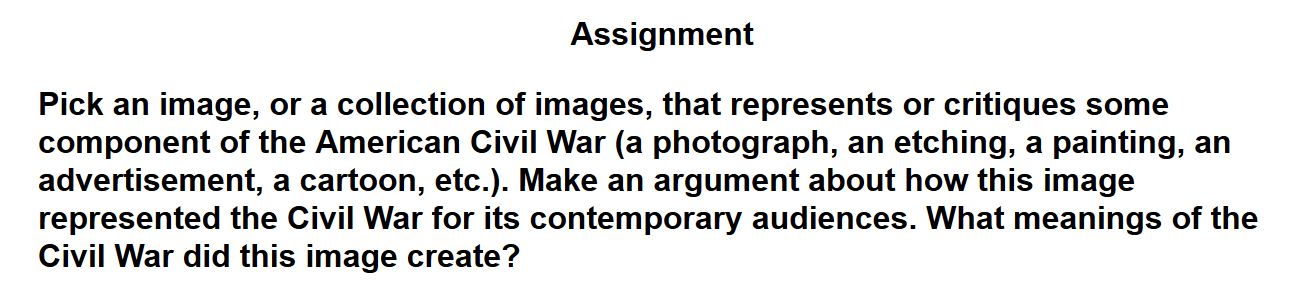 Assignment
Pick an image, or a collection of images, that represents or critiques some
component of the American Civil War (a photograph, an etching, a painting, an
advertisement, a cartoon, etc.). Make an argument about how this image
represented the Civil War for its contemporary audiences. What meanings of the
Civil War did this image create?